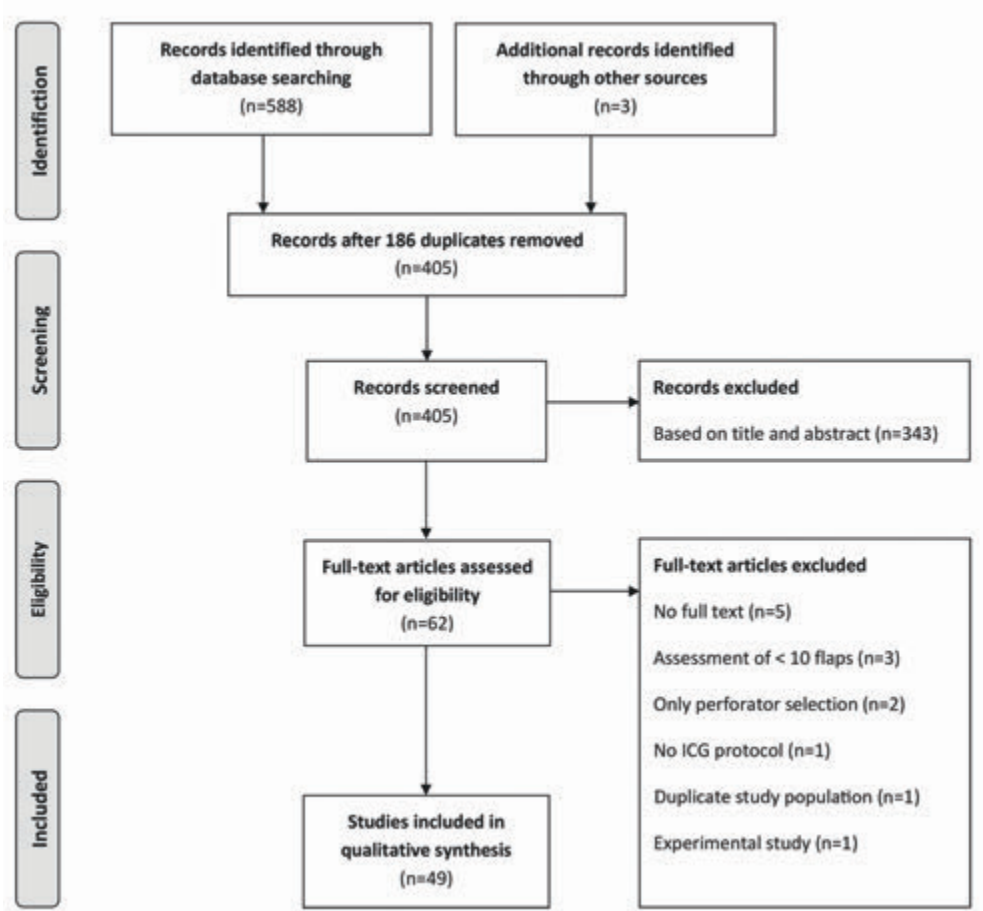 Identifiction
Records identified through
database searching
(n=588)
Additional records identified
through other sources
(n=3)
Records after 186 duplicates removed
(n=405)
Screening
Records screened
(n=405)
Records excluded
Based on title and abstract (n=343)
Eligibility
Full-text articles assessed
for eligibility
(n=62)
Full-text articles excluded
No full text (n=5)
Assessment of < 10 flaps (n=3)
Only perforator selection (n=2)
No ICG protocol (n=1)
Duplicate study population (n=1)
Experimental study (n=1)
Included
Studies included in
qualitative synthesis
(n=49)